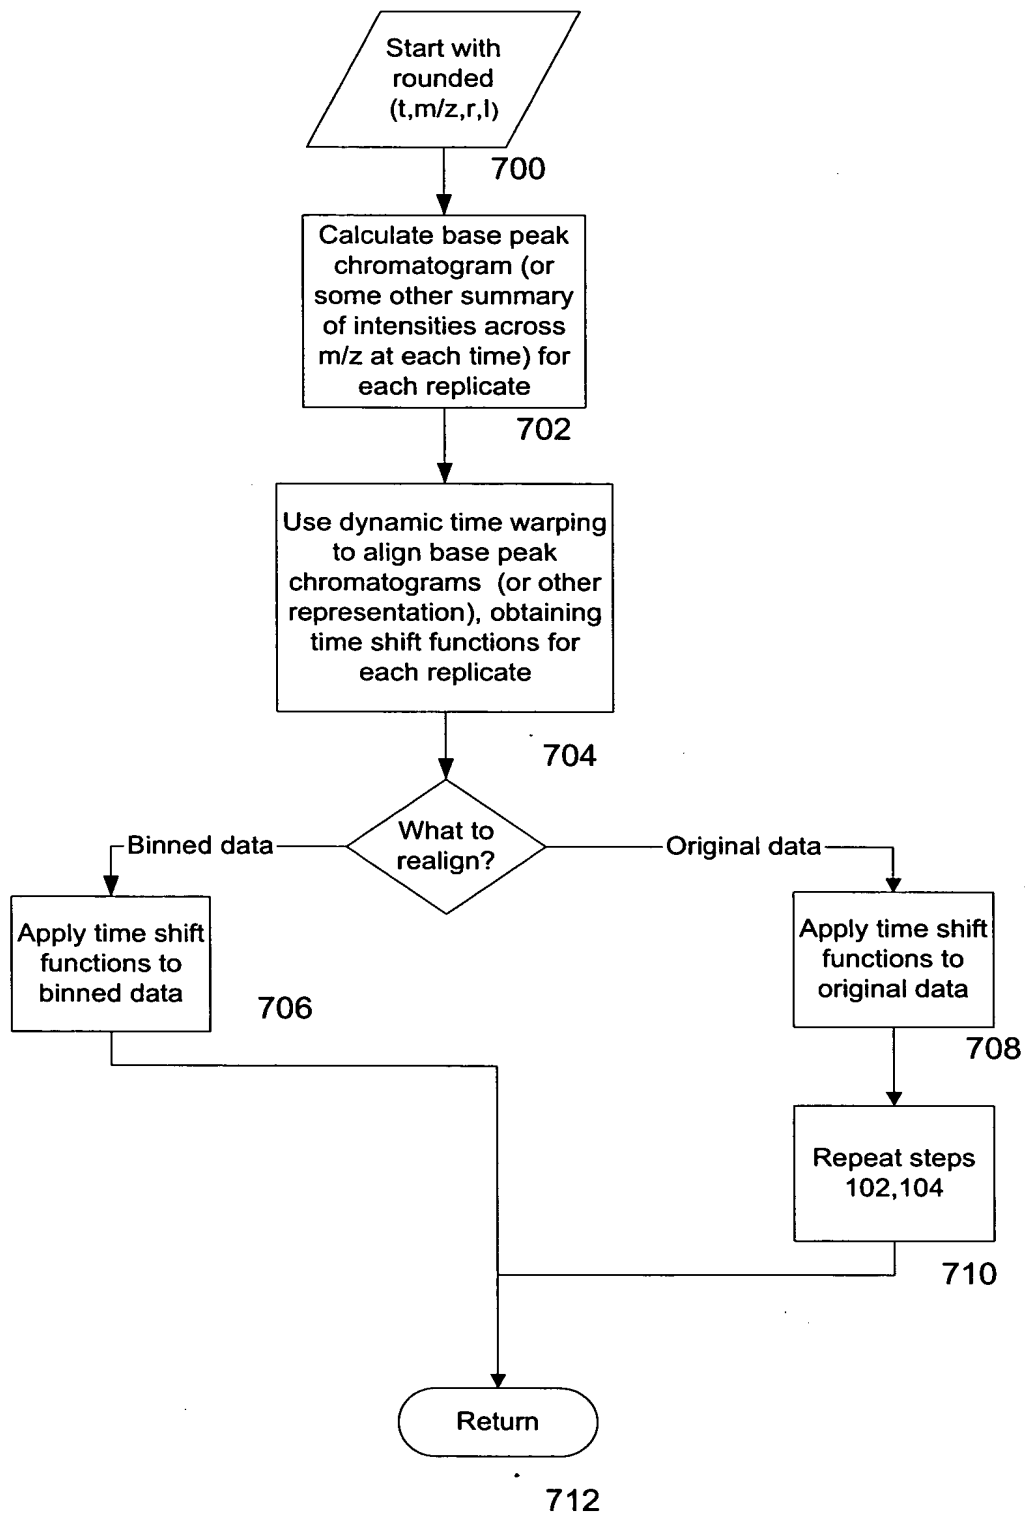 Start with
rounded
(t,m/z,r,I)
700
Calculate base peak
chromatogram (or
some other summary
of intensities across
m/z at each time) for
each replicate
702
Use dynamic time warping
to align base peak
chromatograms (or other
representation), obtaining
time shift functions for
each replicate
704
What to
realign?
Binned data
Original data
Apply time shift
functions to
binned data
706
Apply time shift
functions to
original data
708
Repeat steps
102,104
710
Return
712